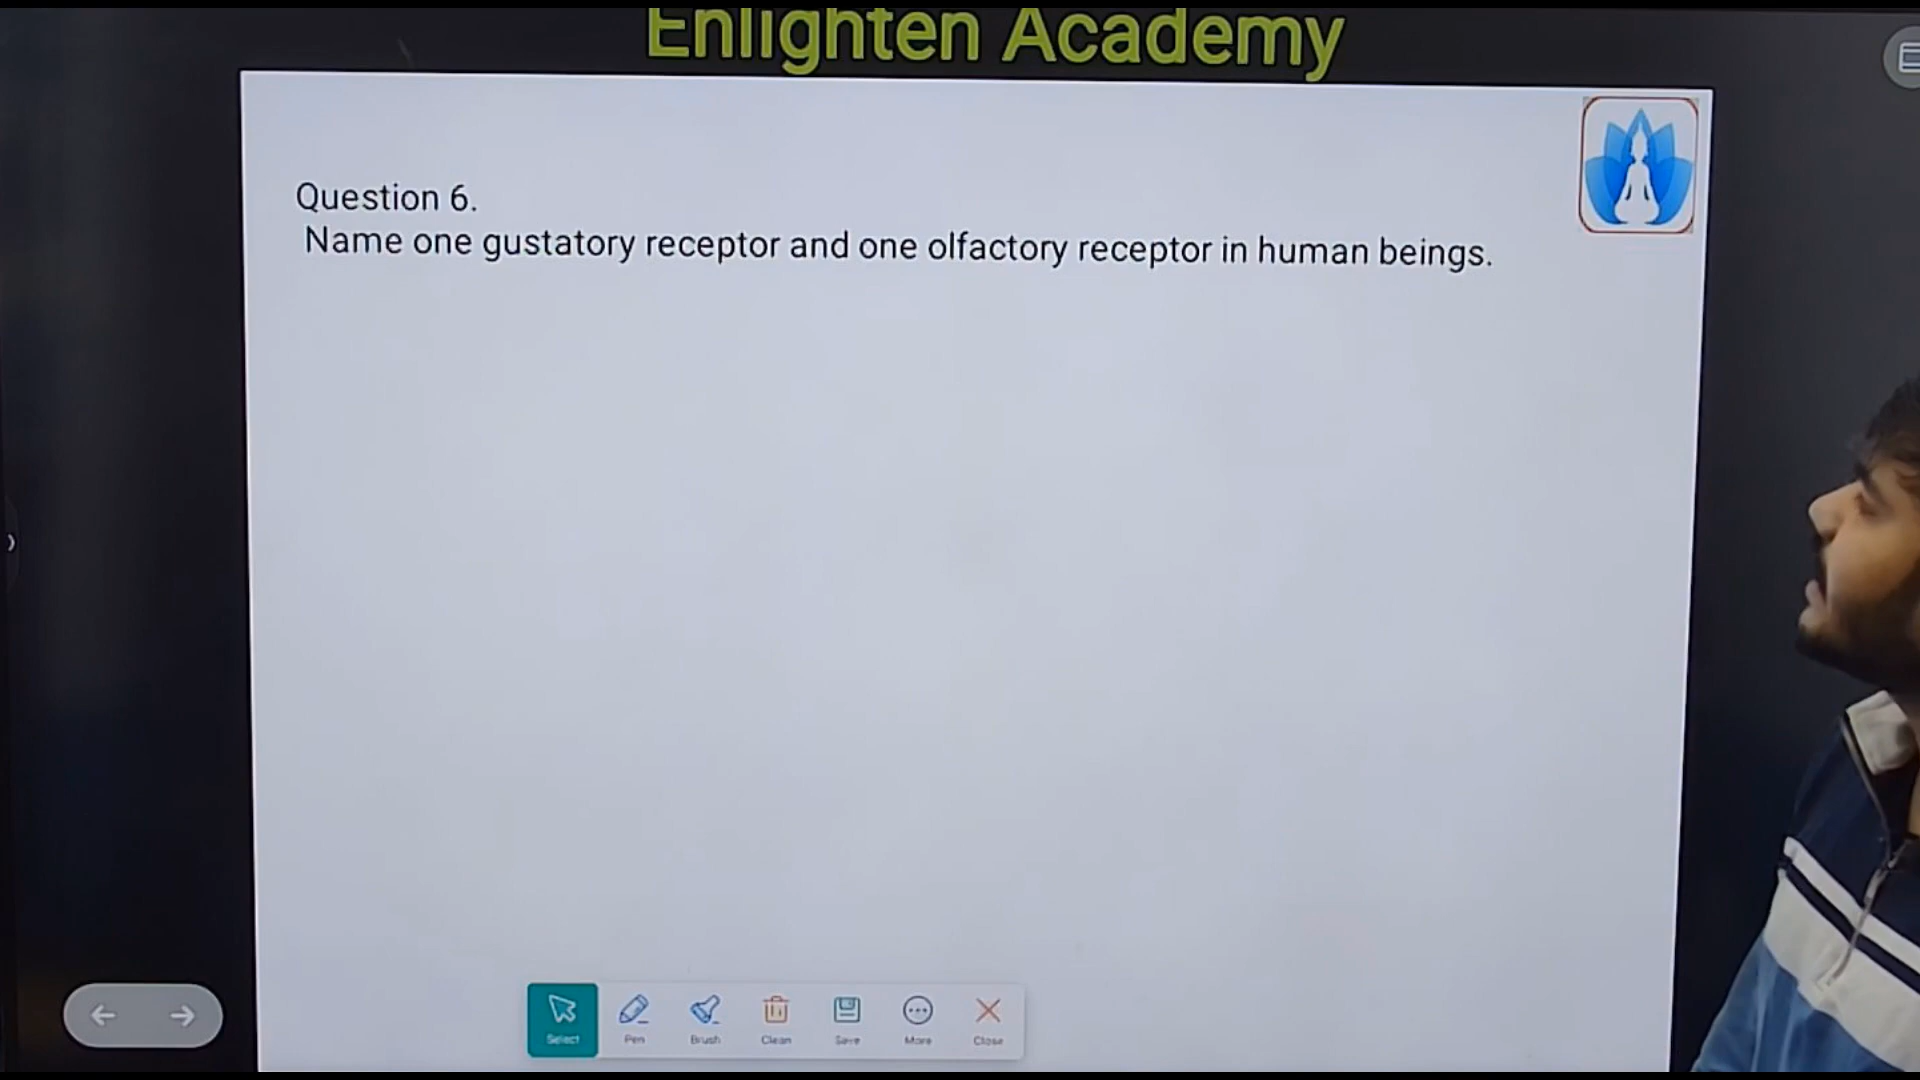 Enlighten Academy
Question 6.
Name one gustatory receptor and one olfactory receptor in human beings.
Select
Pen
Brush
Clean
Save
More
Close